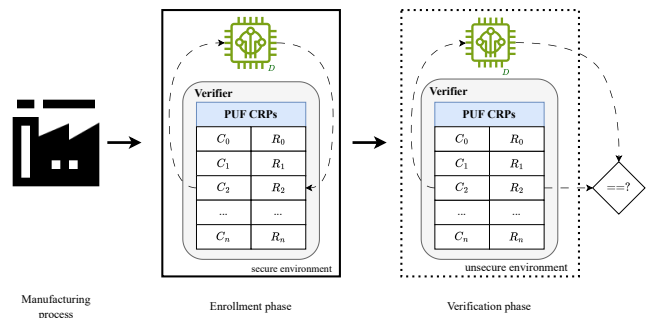 D
Verifier
PUF CRPs
C0 R0
C1 R1
C2 R2
... ...
Cn Rn
secure environment
D
Verifier
PUF CRPs
C0 R0
C1 R1
C2 R2
... ...
Cn Rn
unsecure environment
==?
Manufacturing
process
Enrollment phase
Verification phase